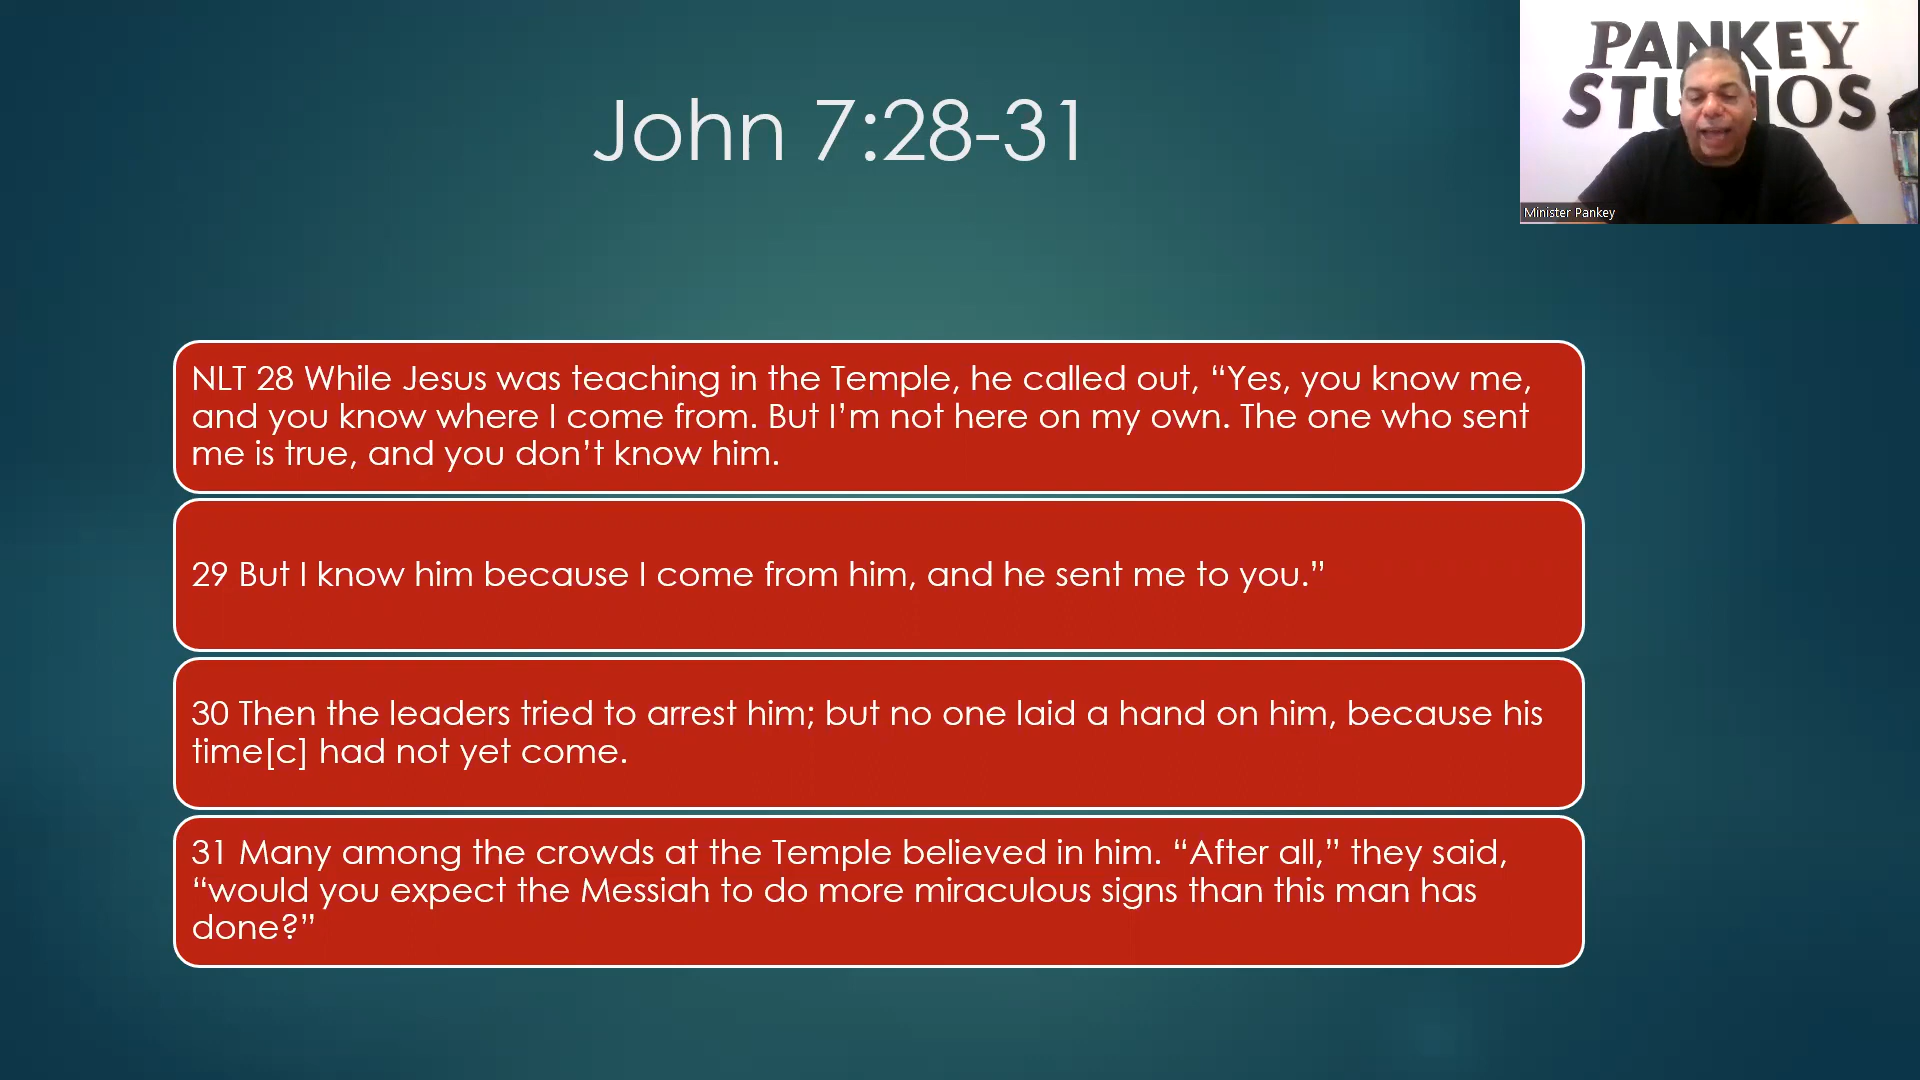 John 7:28-31
PANKEY
STUDIOS
Minister Pankey
NLT 28 While Jesus was teaching in the Temple, he called out, “Yes, you know me,
and you know where I come from. But I’m not here on my own. The one who sent
me is true, and you don’t know him.
29 But I know him because I come from him, and he sent me to you.”
30 Then the leaders tried to arrest him; but no one laid a hand on him, because his
time[c] had not yet come.
31 Many among the crowds at the Temple believed in him. “After all,” they said,
“would you expect the Messiah to do more miraculous signs than this man has
done?”